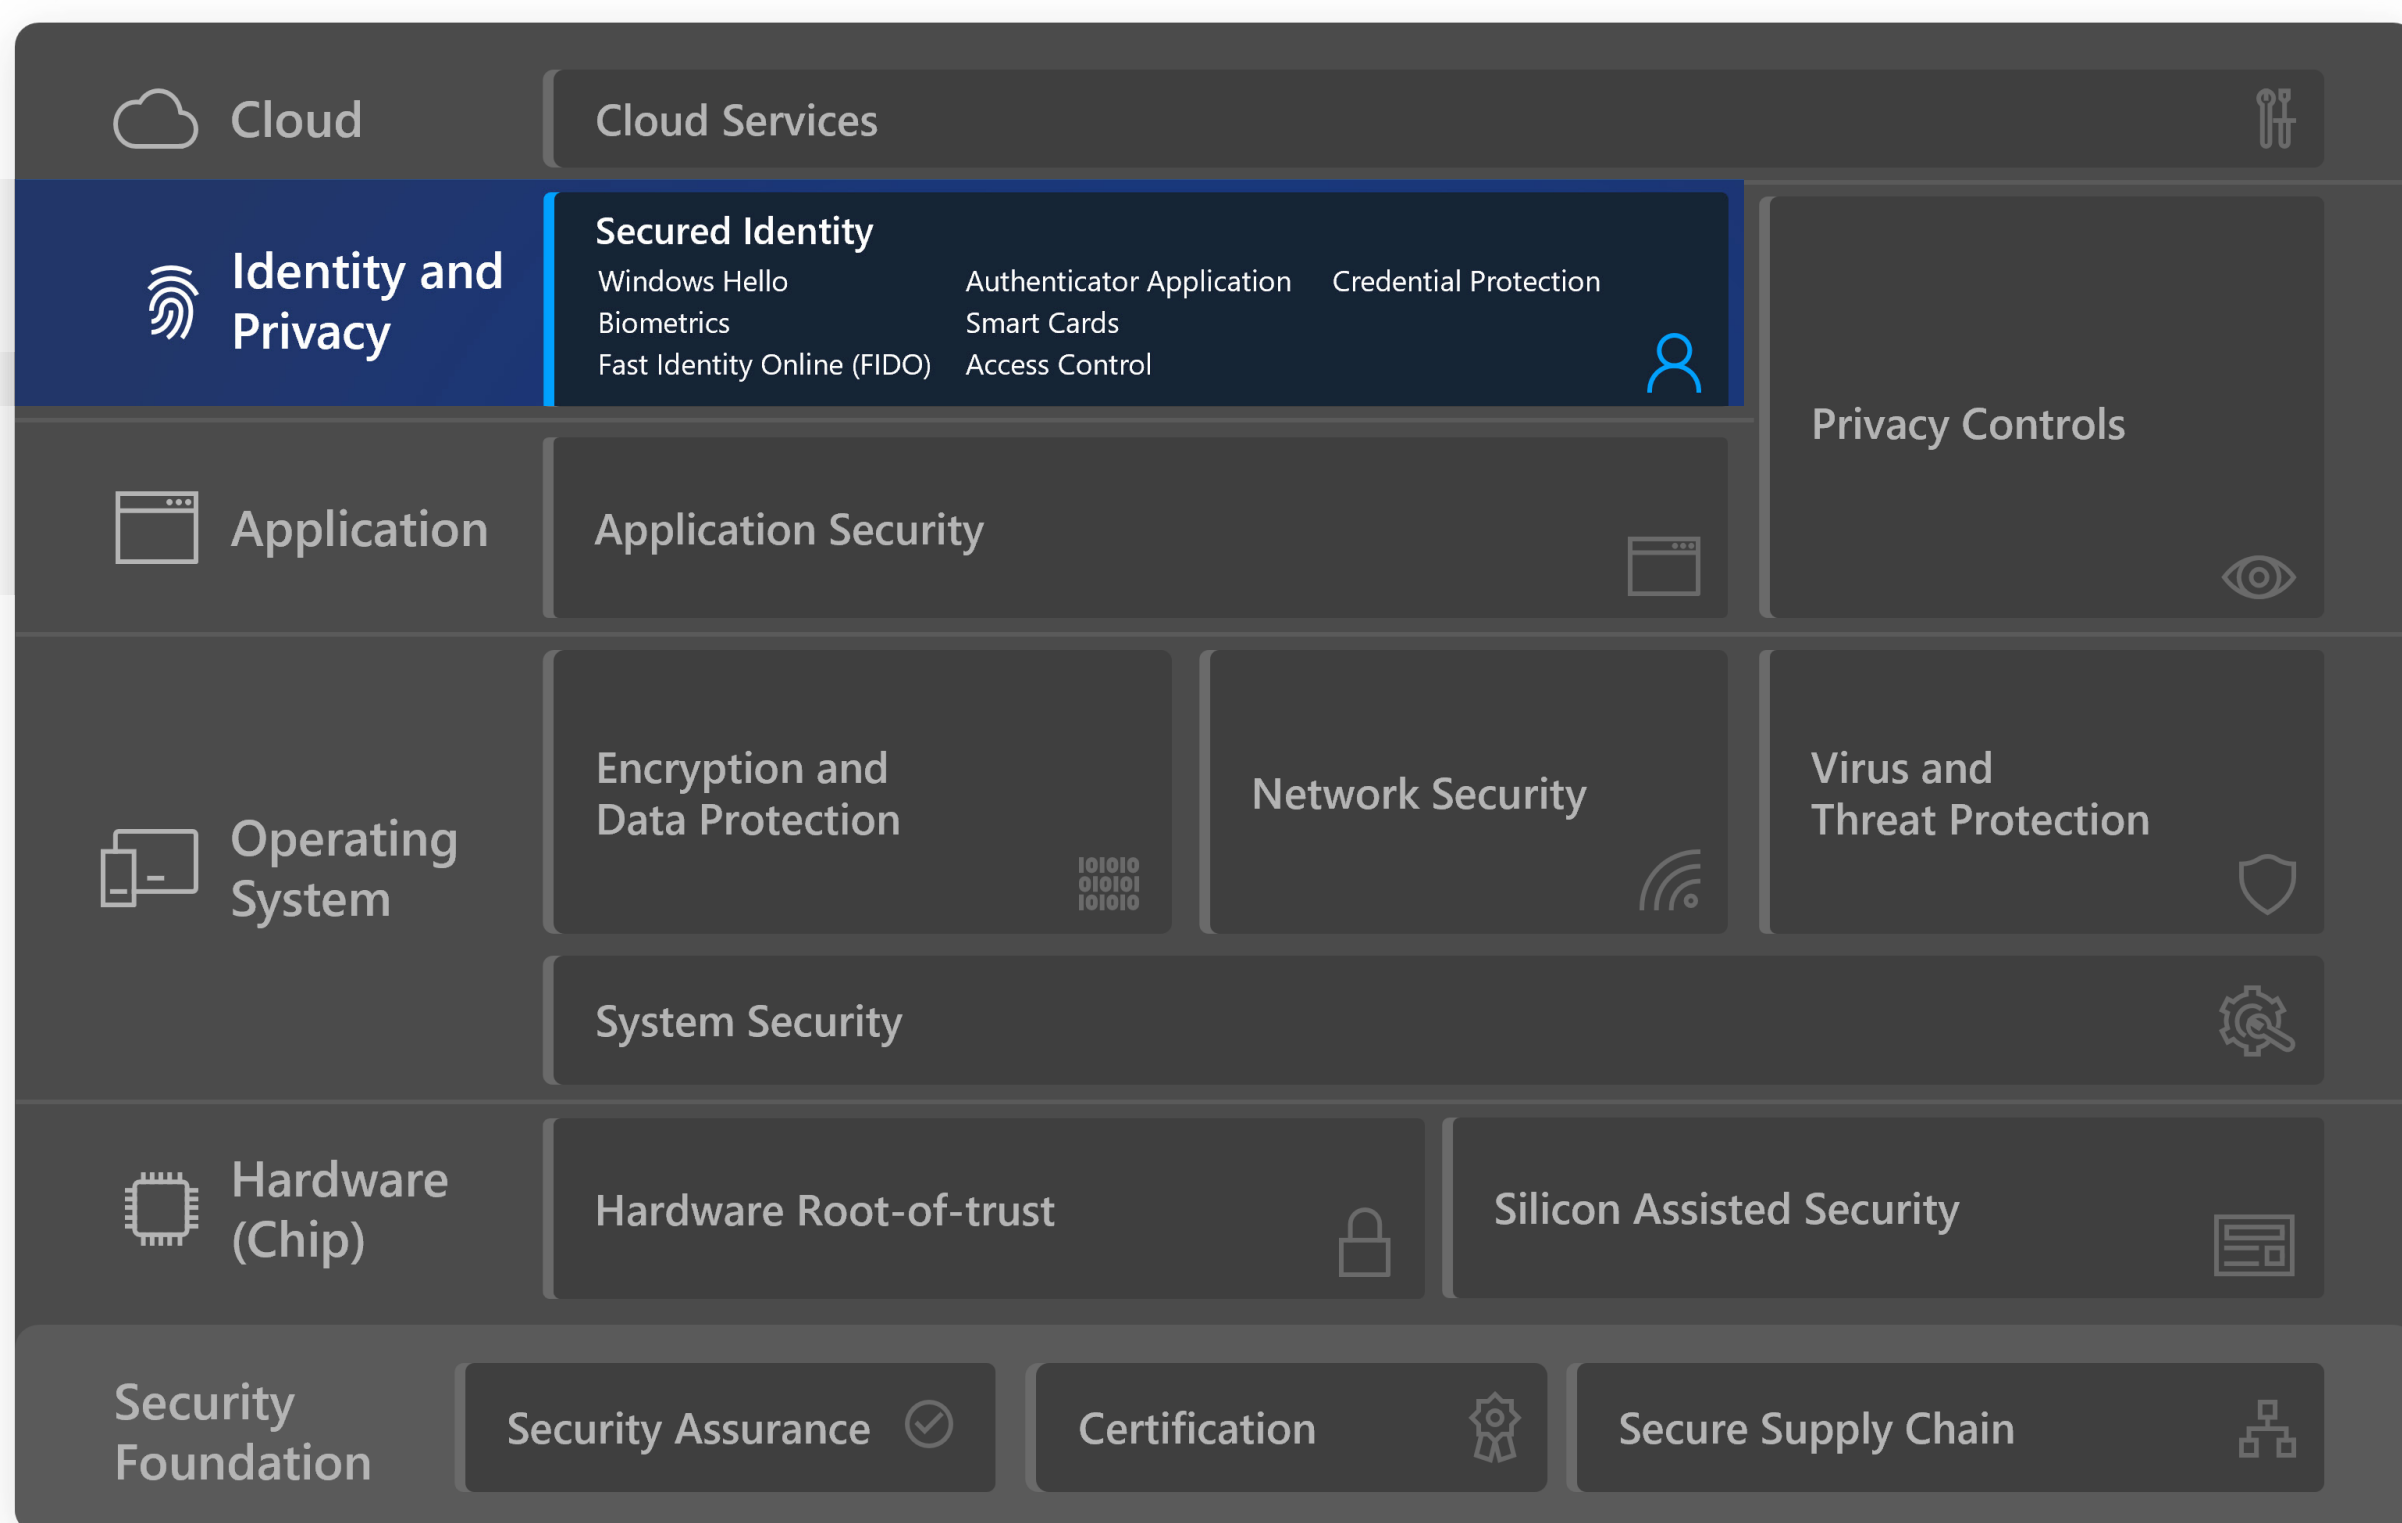 Cloud
Cloud Services
Identity and
Privacy
Secured Identity
Windows Hello
Biometrics
Fast Identity Online (FIDO)
Authenticator Application
Smart Cards
Access Control
Credential Protection
Privacy Controls
Application
Application Security
Operating
System
Encryption and
Data Protection
101010
010101
101010
Network Security
Virus and
Threat Protection
System Security
Hardware
(Chip)
Hardware Root-of-trust
Silicon Assisted Security
Security
Foundation
Security Assurance
Certification
Secure Supply Chain